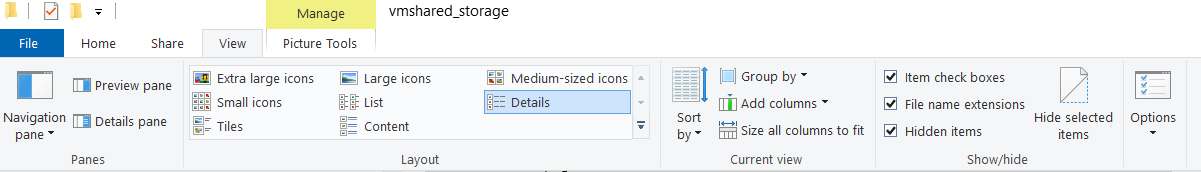 Manage
vmshared_storage
File
Home
Share
View
Picture Tools
Navigation
pane
Preview pane
Details pane
Panes
Extra large icons
Large icons
Medium-sized icons
Small icons
List
Details
Tiles
Content
Layout
Sort
by
Group by
Add columns
Size all columns to fit
Current view
Item check boxes
File name extensions
Hidden items
Hide selected
items
Show/hide
Options